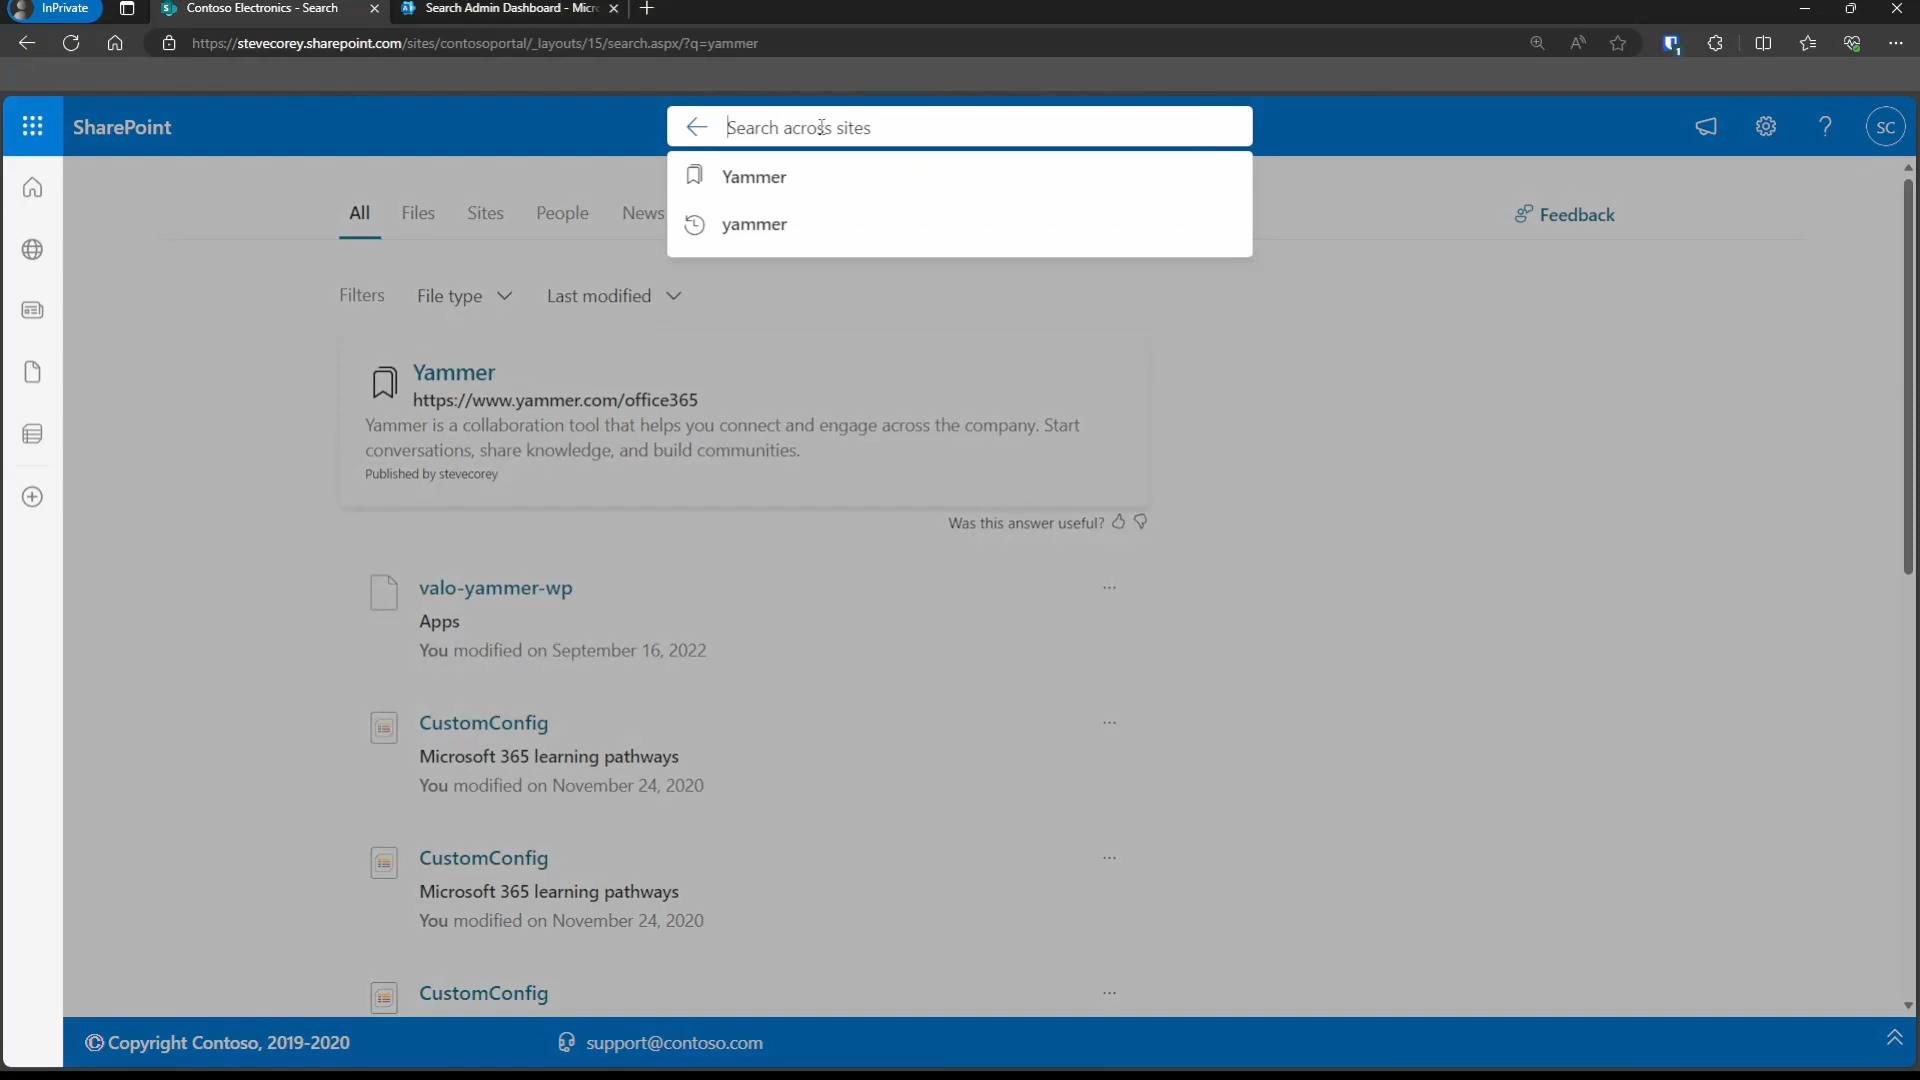 InPrivate
Contoso Electronics - Search
Search Admin Dashboard - Micr
https://stevecorey.sharepoint.com/sites/contosoportal/_layouts/15/search.aspx/?q=yammer
SharePoint
Search across sites
SC
Yammer
yammer
All Files Sites People News
Feedback
Filters File type Last modified
Yammer
https://www.yammer.com/office365
Yammer is a collaboration tool that helps you connect and engage across the company. Start
conversations, share knowledge, and build communities.
Published by stevecorey
Was this answer useful?
valo-yammer-wp
Apps
You modified on September 16, 2022
CustomConfig
Microsoft 365 learning pathways
You modified on November 24, 2020
CustomConfig
Microsoft 365 learning pathways
You modified on November 24, 2020
CustomConfig
© Copyright Contoso, 2019-2020
support@contoso.com